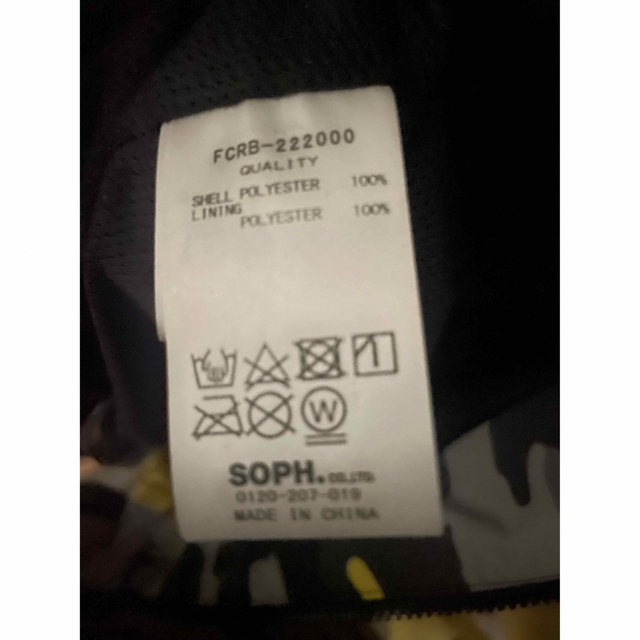 FCRB-222000
QUALITY
SHELL POLYESTER 100%
LINING
POLYESTER 100%
W
SOPH.CO.,LTD.
0120-207-019
MADE IN CHINA